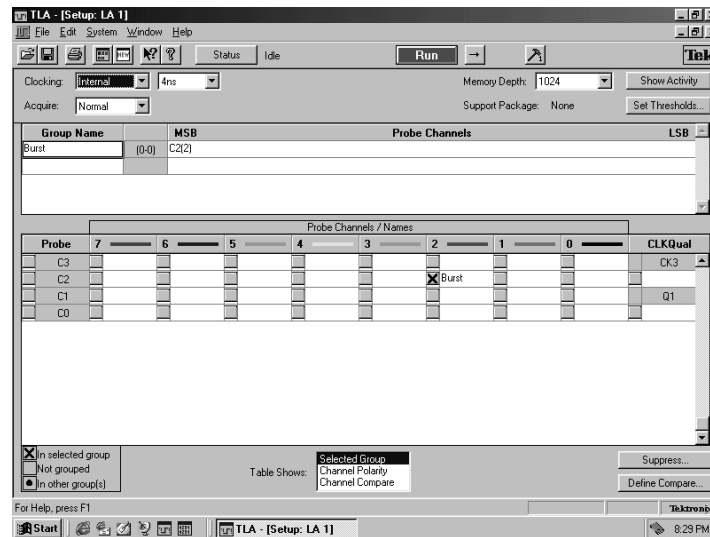 TLA - [Setup: LA 1]
File Edit System Window Help
Status Idle Run → Tek
Clocking: Internal 4ns Memory Depth: 1024 Show Activity
Acquire: Normal Support Package: None Set Thresholds...
Group Name MSB Probe Channels LSB
Burst (0-0) C2(2)
Probe Channels / Names
Probe 7 6 5 4 3 2 1 0 CLKQual
C3 CK3
C2 Burst
C1 Q1
C0
In selected group
Not grouped
In other group(s)
Table Shows:
Selected Group
Channel Polarity
Channel Compare
Suppress...
Define Compare...
For Help, press F1 Tektronix
Start TLA - [Setup: LA 1] 8:29 PM